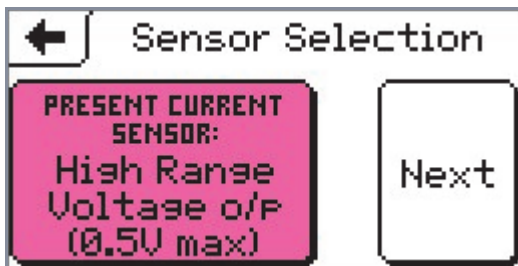 Sensor Selection
PRESENT CURRENT
SENSOR:
High Range
Voltage o/p
(0.5V max)
Next